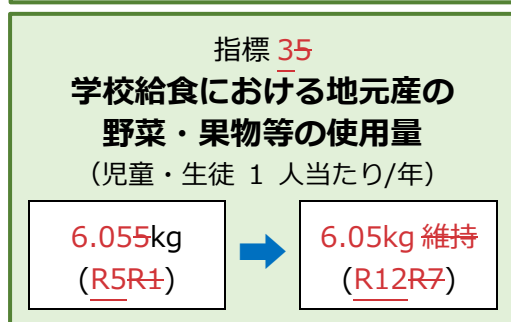 指標 35
学校給食における地元産の
野菜・果物等の使用量
（児童・生徒 1 人当たり/年）
6.055kg
(R5R1)
6.05kg 維持
(R12R7)